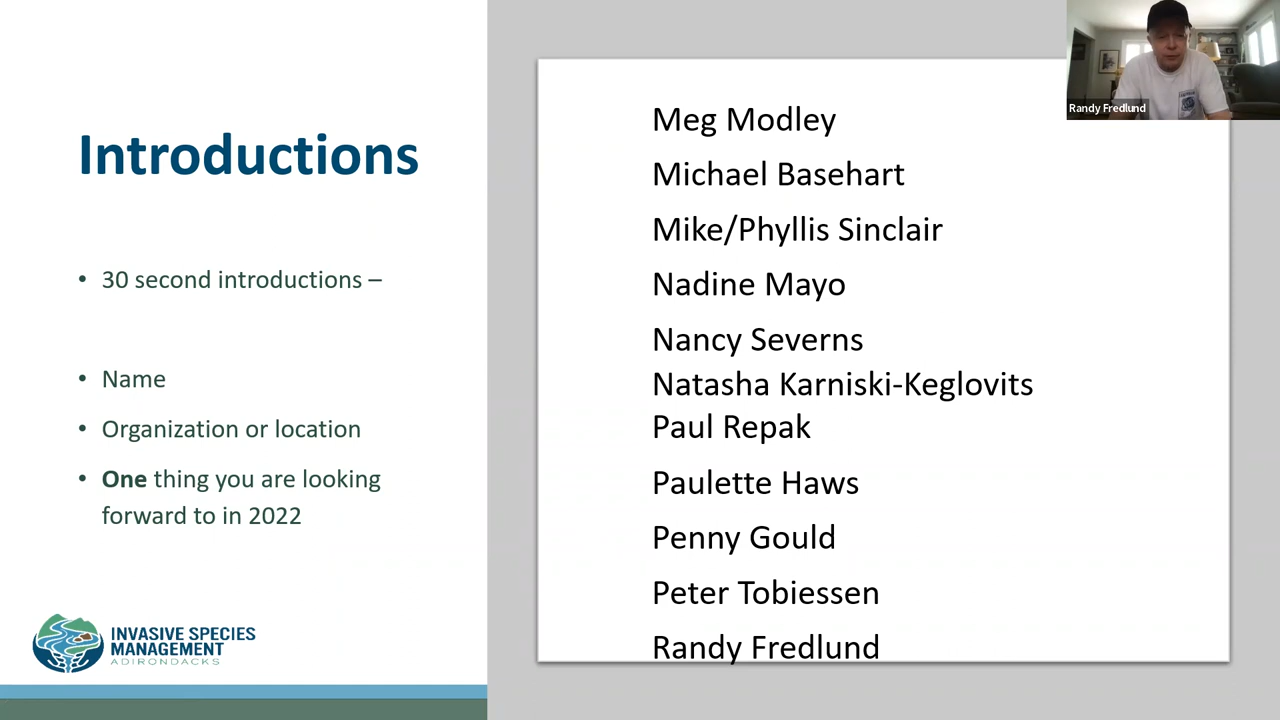 Introductions
• 30 second introductions –
• Name
• Organization or location
• One thing you are looking
forward to in 2022
INVASIVE SPECIES
MANAGEMENT
ADIRONDACKS
Meg Modley
Michael Basehart
Mike/Phyllis Sinclair
Nadine Mayo
Nancy Severns
Natasha Karniski-Keglovits
Paul Repak
Paulette Haws
Penny Gould
Peter Tobiessen
Randy Fredlund
Randy Fredlund